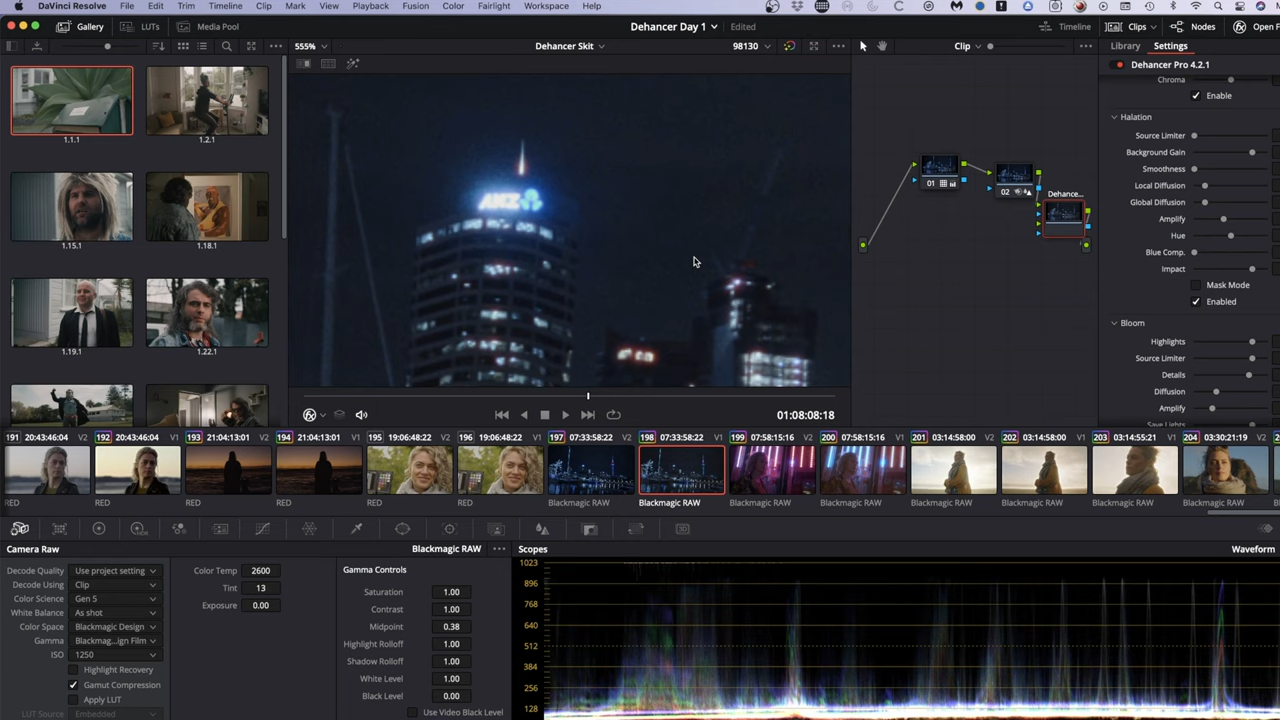 DaVinci Resolve File Edit Trim Timeline Clip Mark View Playback Fusion Color Fairlight Workspace Help
Gallery LUTs Media Pool Dehancer Day 1 Edited Timeline Clips Nodes Open F
555% Dehancer Skit 98130 Clip Library Settings
Dehancer Pro 4.2.1
Chroma
Enable
Halation
Source Limiter
Background Gain
Smoothness
Local Diffusion
Global Diffusion
Amplify
Hue
Blue Comp.
Impact
Mask Mode
Enabled
Bloom
Highlights
Source Limiter
Details
Diffusion
Amplify
1.1.1 1.2.1
1.15.1 1.18.1
1.19.1 1.22.1
ANZ
01 02 Dehance...
01:08:08:18
191 20:43:46:04 V2 192 20:43:46:04 V1 193 21:04:13:01 V2 194 21:04:13:01 V1 195 19:06:48:22 V2 196 19:06:48:22 V1 197 07:33:58:22 V2 198 07:33:58:22 V1 199 07:58:15:16 V2 200 07:58:15:16 V1 201 03:14:58:00 V2 202 03:14:58:00 V1 203 03:14:55:21 V1 204 03:30:21:19 V2
RED RED RED RED RED RED Blackmagic RAW Blackmagic RAW Blackmagic RAW Blackmagic RAW Blackmagic RAW Blackmagic RAW Blackmagic RAW Blackmagic RAW
Camera Raw Blackmagic RAW Scopes Waveform
Decode Quality Use project setting
Decode Using Clip
Color Science Gen 5
White Balance As shot
Color Space Blackmagic Design
Gamma Blackmag...ign Film
ISO 1250
Highlight Recovery
Gamut Compression
Apply LUT
LUT Source Embedded
Color Temp 2600
Tint 13
Exposure 0.00
Gamma Controls
Saturation 1.00
Contrast 1.00
Midpoint 0.38
Highlight Rolloff 1.00
Shadow Rolloff 1.00
White Level 1.00
Black Level 0.00
Use Video Black Level
1023
896
768
640
512
384
256
128